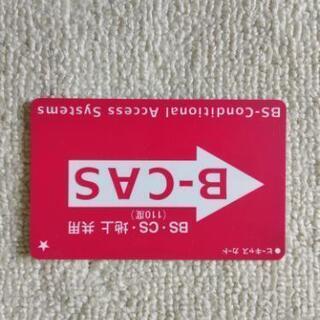 ● ビーキャス カード
BS・CS・地上 共用
(110度)
B-CAS
BS-Conditional Access Systems